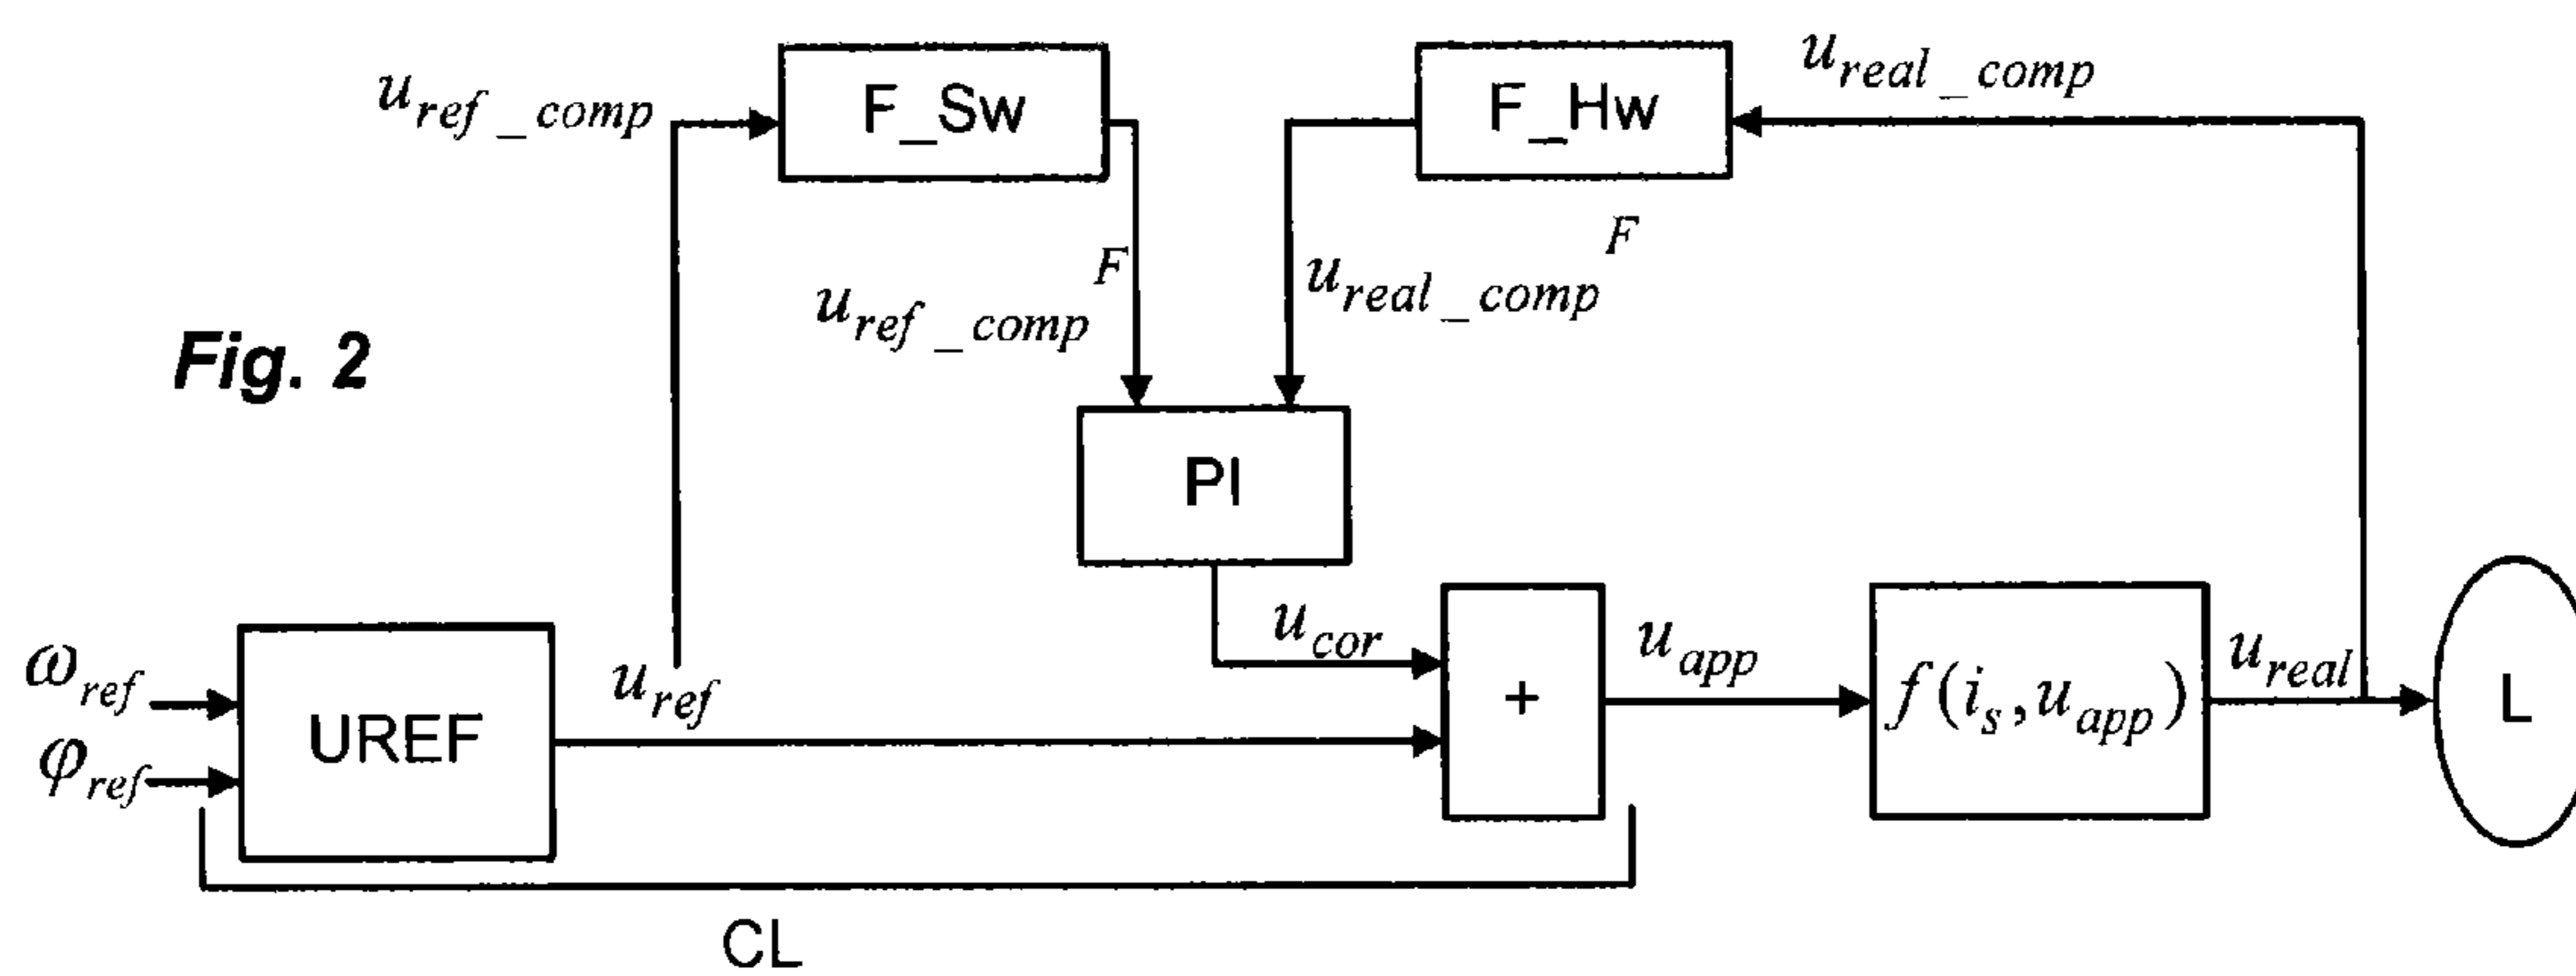 u_real_comp
u_ref_comp
F_Sw
F_Hw
F
F
u_real_comp
u_ref_comp
Fig. 2
PI
u_cor
u_app
u_real
ω_ref
u_ref
f(i_s,u_app)
L
+
UREF
φ_ref
CL